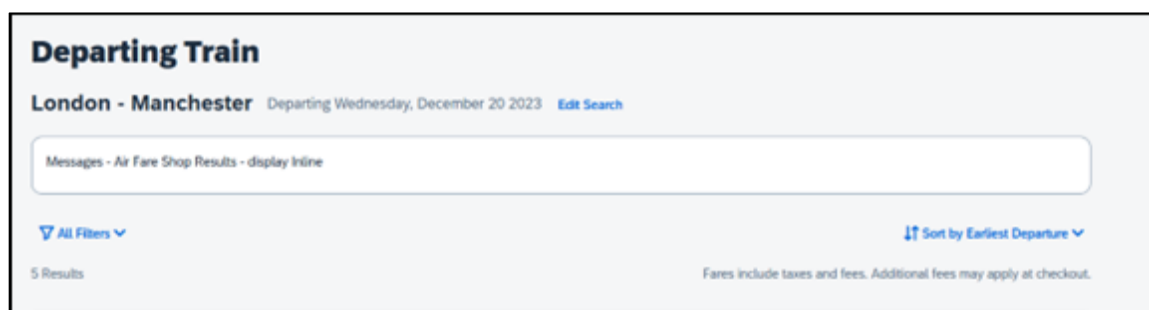 Departing Train
London - Manchester Departing Wednesday, December 20 2023 Edit Search
Messages - Air Fare Shop Results - display Inline
All Filters Sort by Earliest Departure
5 Results Fares include taxes and fees. Additional fees may apply at checkout.